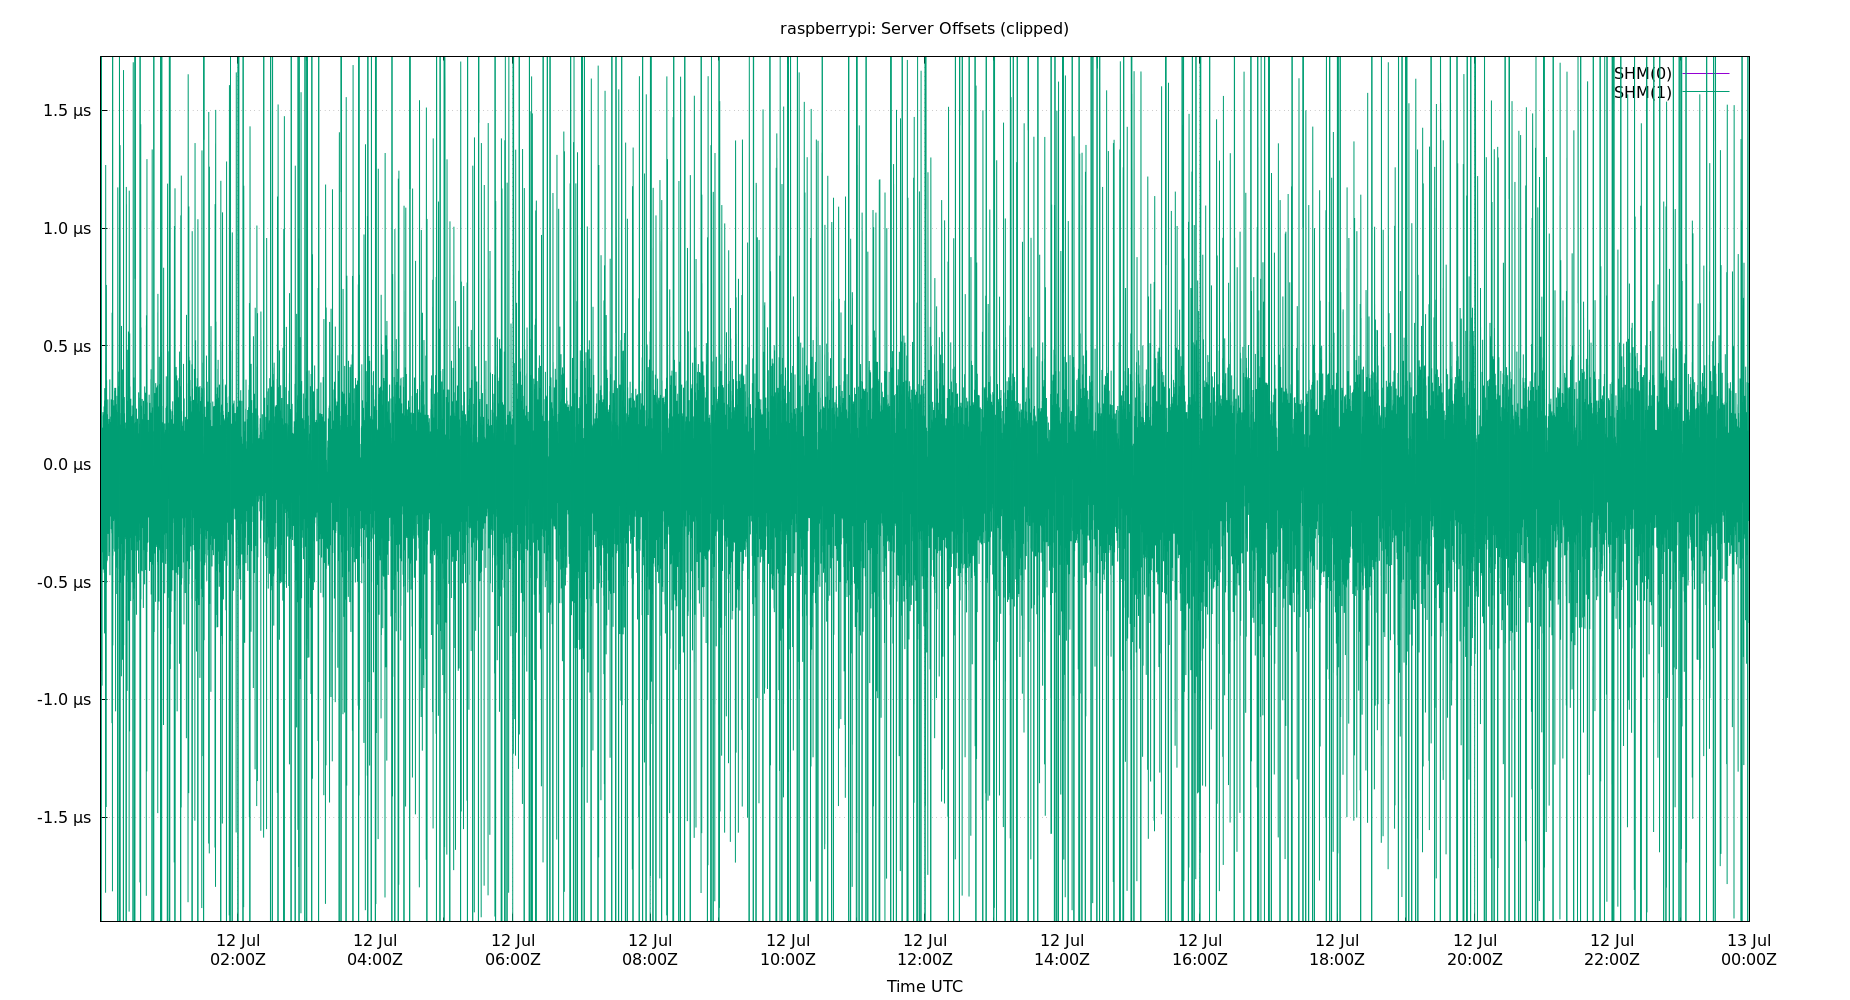 raspberrypi: Server Offsets (clipped)
SHM(0)
SHM(1)
1.5 µs
1.0 µs
0.5 µs
0.0 µs
-0.5 µs
-1.0 µs
-1.5 µs
12 Jul 12 Jul 12 Jul 12 Jul 12 Jul 12 Jul 12 Jul 12 Jul 12 Jul 12 Jul 12 Jul 13 Jul
02:00Z 04:00Z 06:00Z 08:00Z 10:00Z 12:00Z 14:00Z 16:00Z 18:00Z 20:00Z 22:00Z 00:00Z
Time UTC